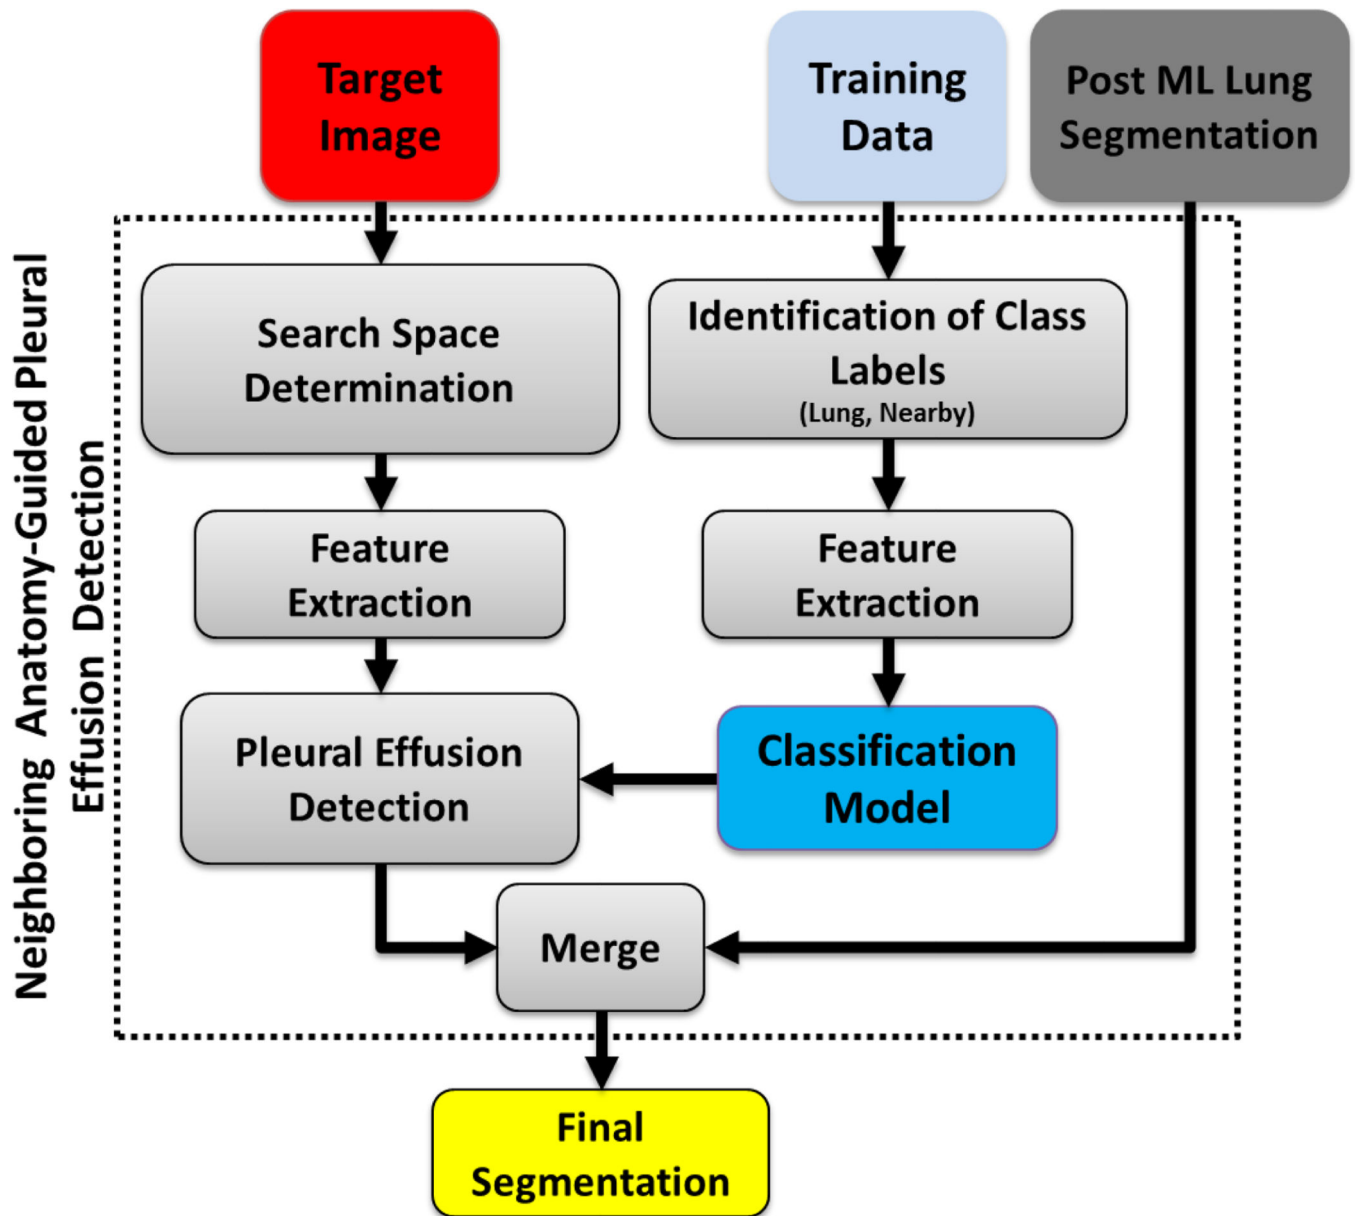 Target
Image
Training
Data
Post ML Lung
Segmentation
Neighboring Anatomy-Guided Pleural
Effusion Detection
Search Space
Determination
Identification of Class
Labels
(Lung, Nearby)
Feature
Extraction
Feature
Extraction
Pleural Effusion
Detection
Classification
Model
Merge
Final
Segmentation